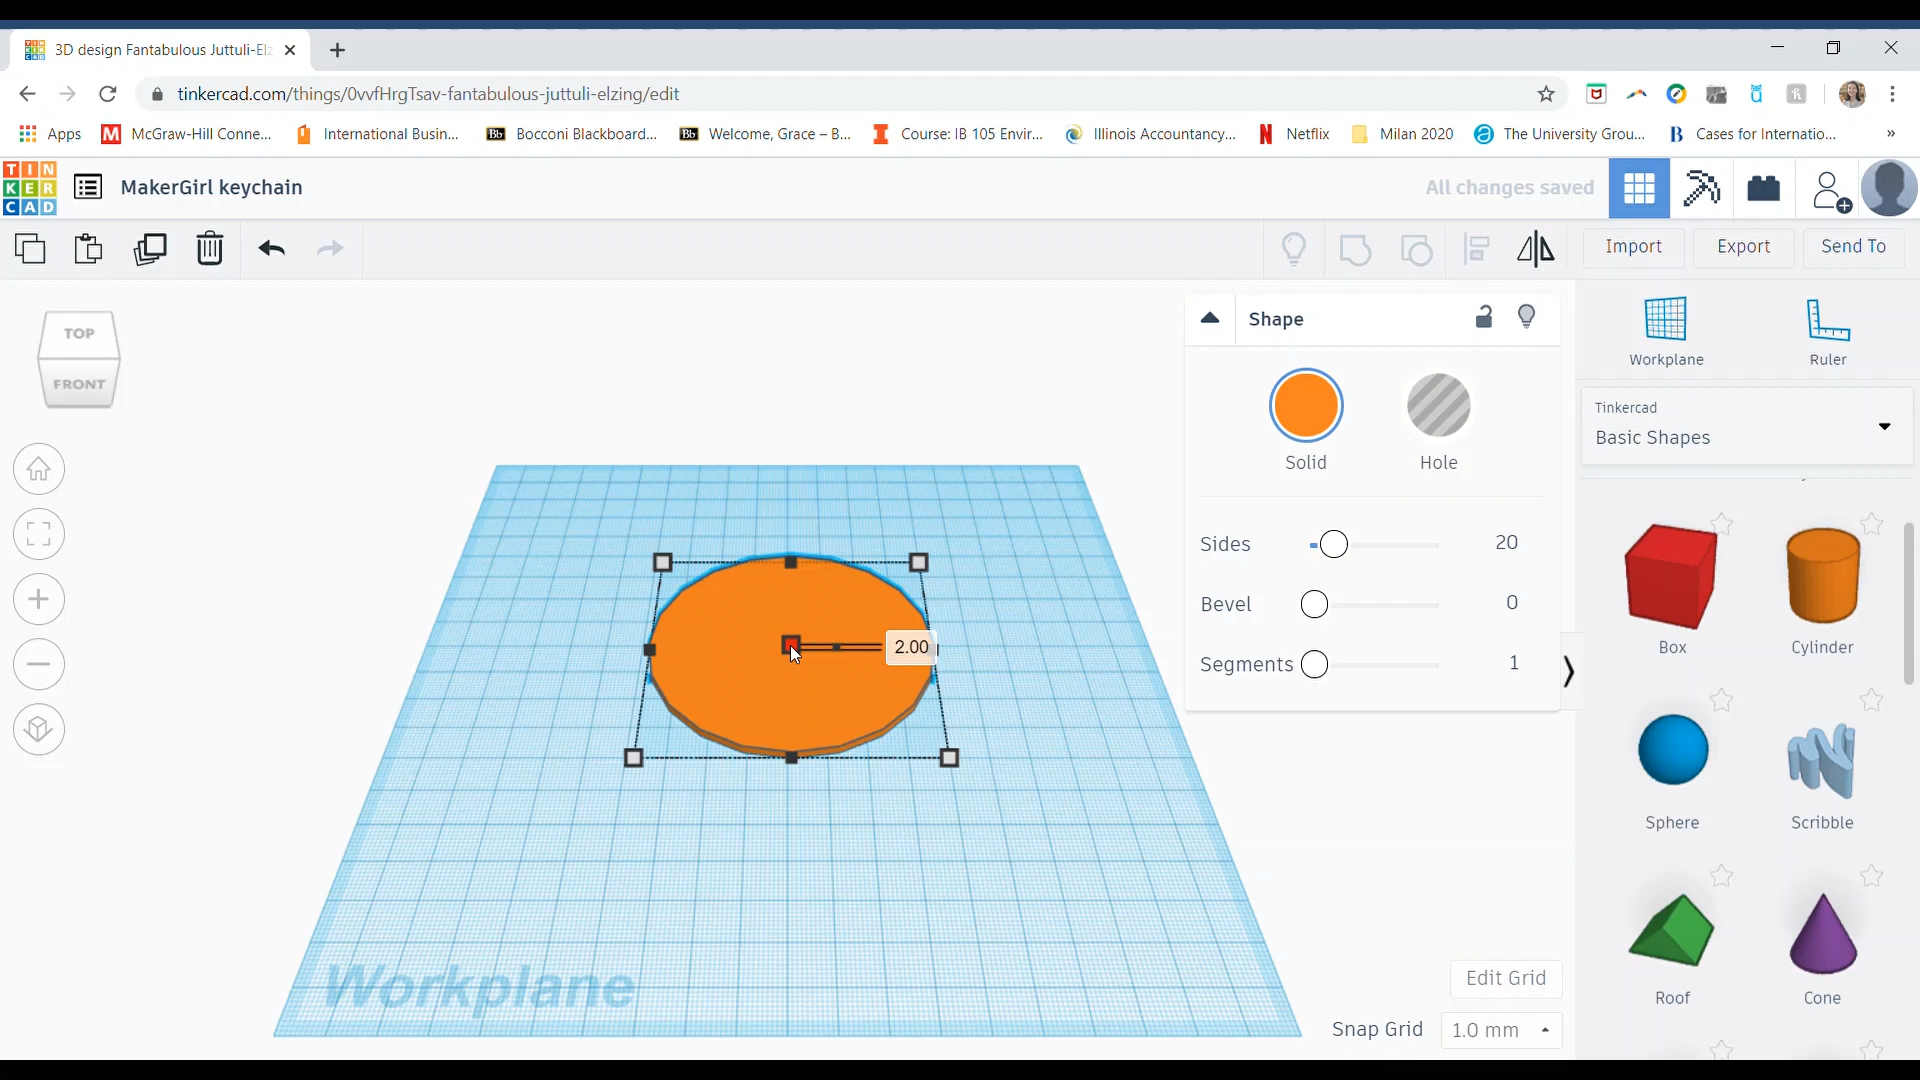 3D design Fantabulous Juttuli-Elz
tinkercad.com/things/0vvfHrgTsav-fantabulous-juttuli-elzing/edit
Apps McGraw-Hill Conne... International Busin... Bb Bocconi Blackboard... Bb Welcome, Grace – B... Course: IB 105 Envir... Illinois Accountancy... N Netflix Milan 2020 The University Grou... Cases for Internatio... »
TIN
KER
CAD
MakerGirl keychain
All changes saved
Import Export Send To
TOP
FRONT
Shape
Solid Hole
Sides 20
Bevel 0
Segments 1
2.00
Workplane Ruler
Tinkercad
Basic Shapes
Box Cylinder
Sphere Scribble
Roof Cone
Workplane
Edit Grid
Snap Grid 1.0 mm